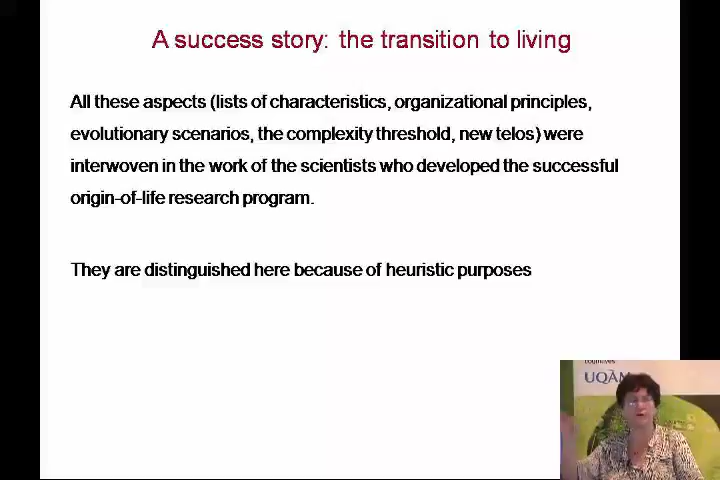 A success story: the transition to living
All these aspects (lists of characteristics, organizational principles,
evolutionary scenarios, the complexity threshold, new telos) were
interwoven in the work of the scientists who developed the successful
origin-of-life research program.
They are distinguished here because of heuristic purposes
cognitives
UQÀM